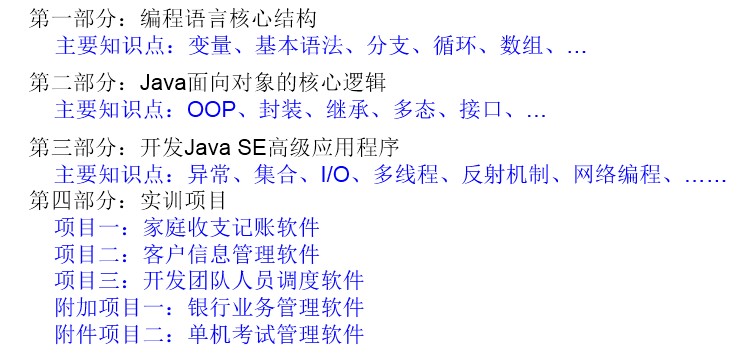 第一部分：编程语言核心结构
主要知识点：变量、基本语法、分支、循环、数组、…
第二部分：Java面向对象的核心逻辑
主要知识点：OOP、封装、继承、多态、接口、…
第三部分：开发Java SE高级应用程序
主要知识点：异常、集合、I/O、多线程、反射机制、网络编程、……
第四部分：实训项目
项目一：家庭收支记账软件
项目二：客户信息管理软件
项目三：开发团队人员调度软件
附加项目一：银行业务管理软件
附件项目二：单机考试管理软件